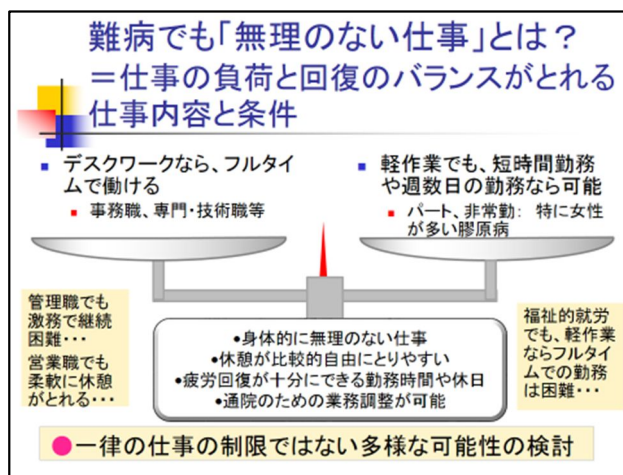 難病でも「無理のない仕事」とは？
＝仕事の負荷と回復のバランスがとれる
仕事内容と条件
デスクワークなら、フルタイ
ムで働ける
事務職、専門・技術職等
軽作業でも、短時間勤務
や週数日の勤務なら可能
パート、非常勤： 特に女性
が多い膠原病
管理職でも
激務で継続
困難・・・
営業職でも
柔軟に休憩
がとれる・・・
•身体的に無理のない仕事
•休憩が比較的自由にとりやすい
•疲労回復が十分にできる勤務時間や休日
•通院のための業務調整が可能
福祉的就労
でも、軽作業
ならフルタイ
ムでの勤務
は困難・・・
●一律の仕事の制限ではない多様な可能性の検討